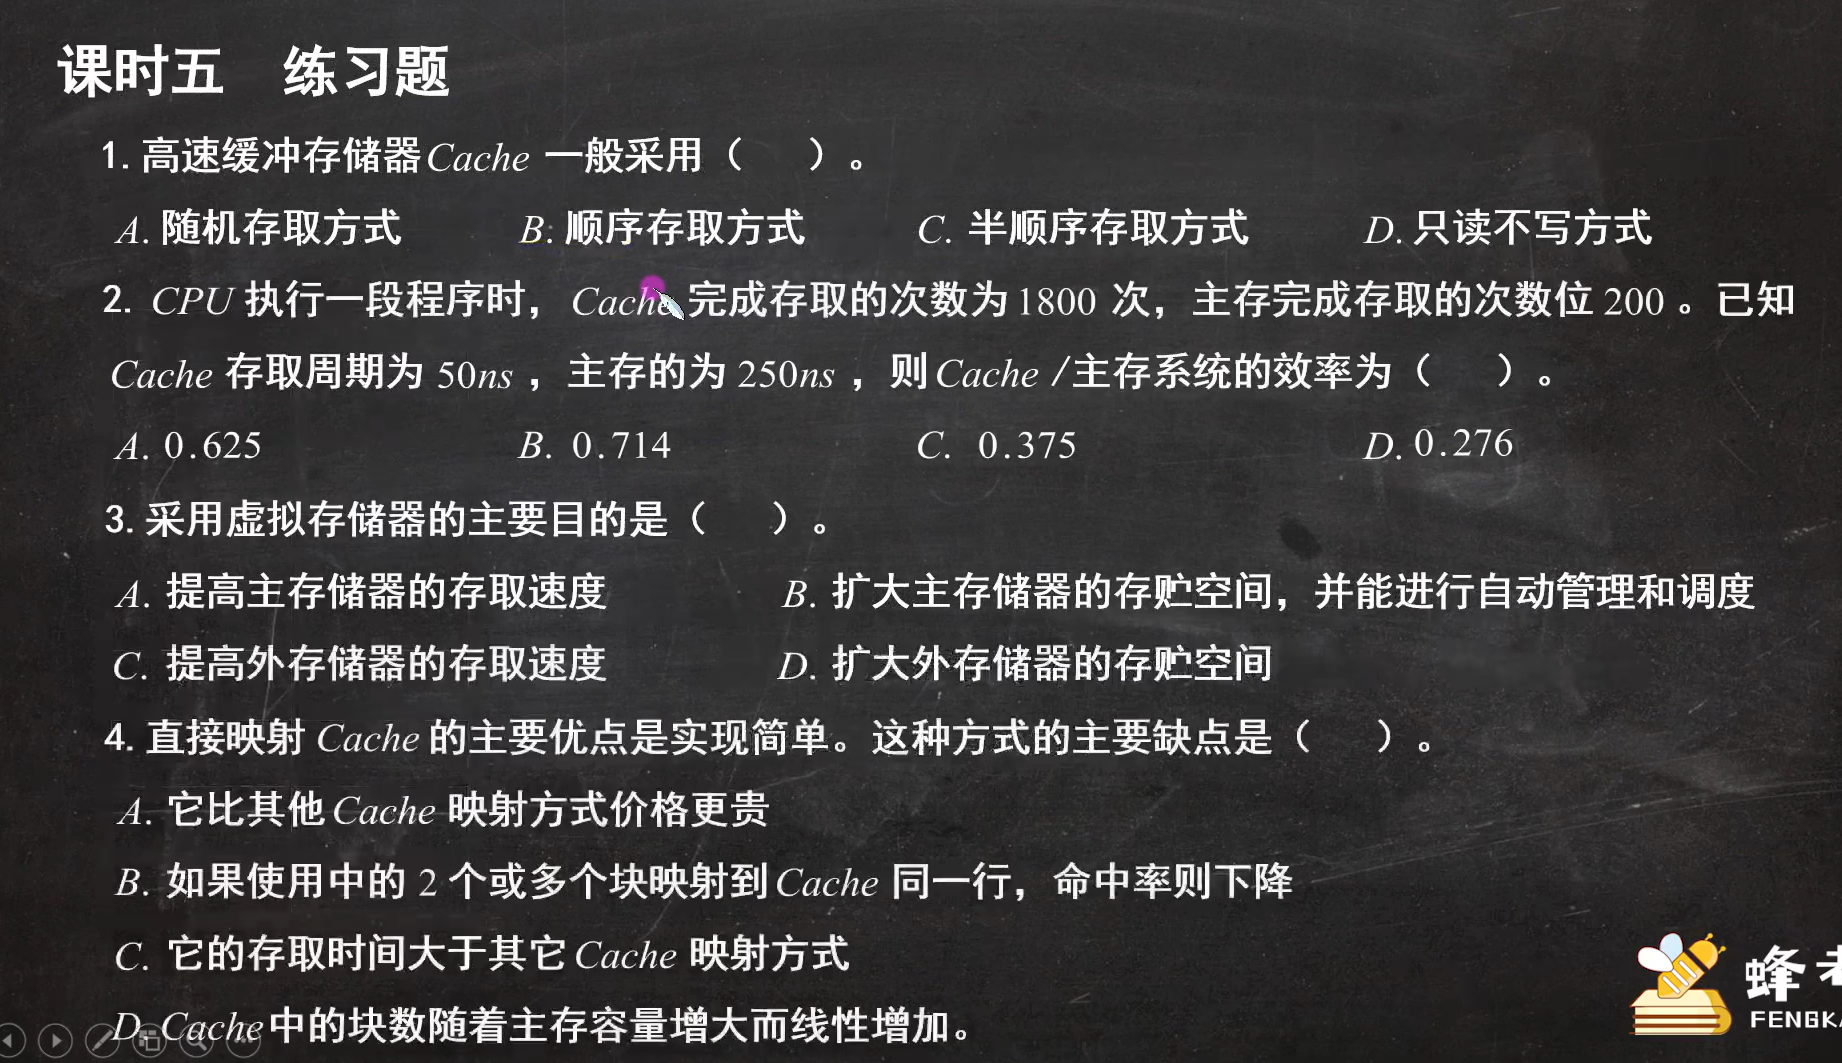 课时五 练习题
1. 高速缓冲存储器Cache 一般采用（ ）。
A. 随机存取方式 B. 顺序存取方式 C. 半顺序存取方式 D. 只读不写方式
2. CPU 执行一段程序时，Cache 完成存取的次数为 1800 次，主存完成存取的次数位 200 。已知
Cache 存取周期为 50ns ，主存的为 250ns ，则 Cache /主存系统的效率为（ ）。
A. 0.625 B. 0.714 C. 0.375 D. 0.276
3. 采用虚拟存储器的主要目的是（ ）。
A. 提高主存储器的存取速度 B. 扩大主存储器的存贮空间，并能进行自动管理和调度
C. 提高外存储器的存取速度 D. 扩大外存储器的存贮空间
4. 直接映射 Cache 的主要优点是实现简单。这种方式的主要缺点是（ ）。
A. 它比其他 Cache 映射方式价格更贵
B. 如果使用中的 2 个或多个块映射到 Cache 同一行，命中率则下降
C. 它的存取时间大于其它 Cache 映射方式
D. Cache 中的块数随着主存容量增大而线性增加。
蜂
FENGK